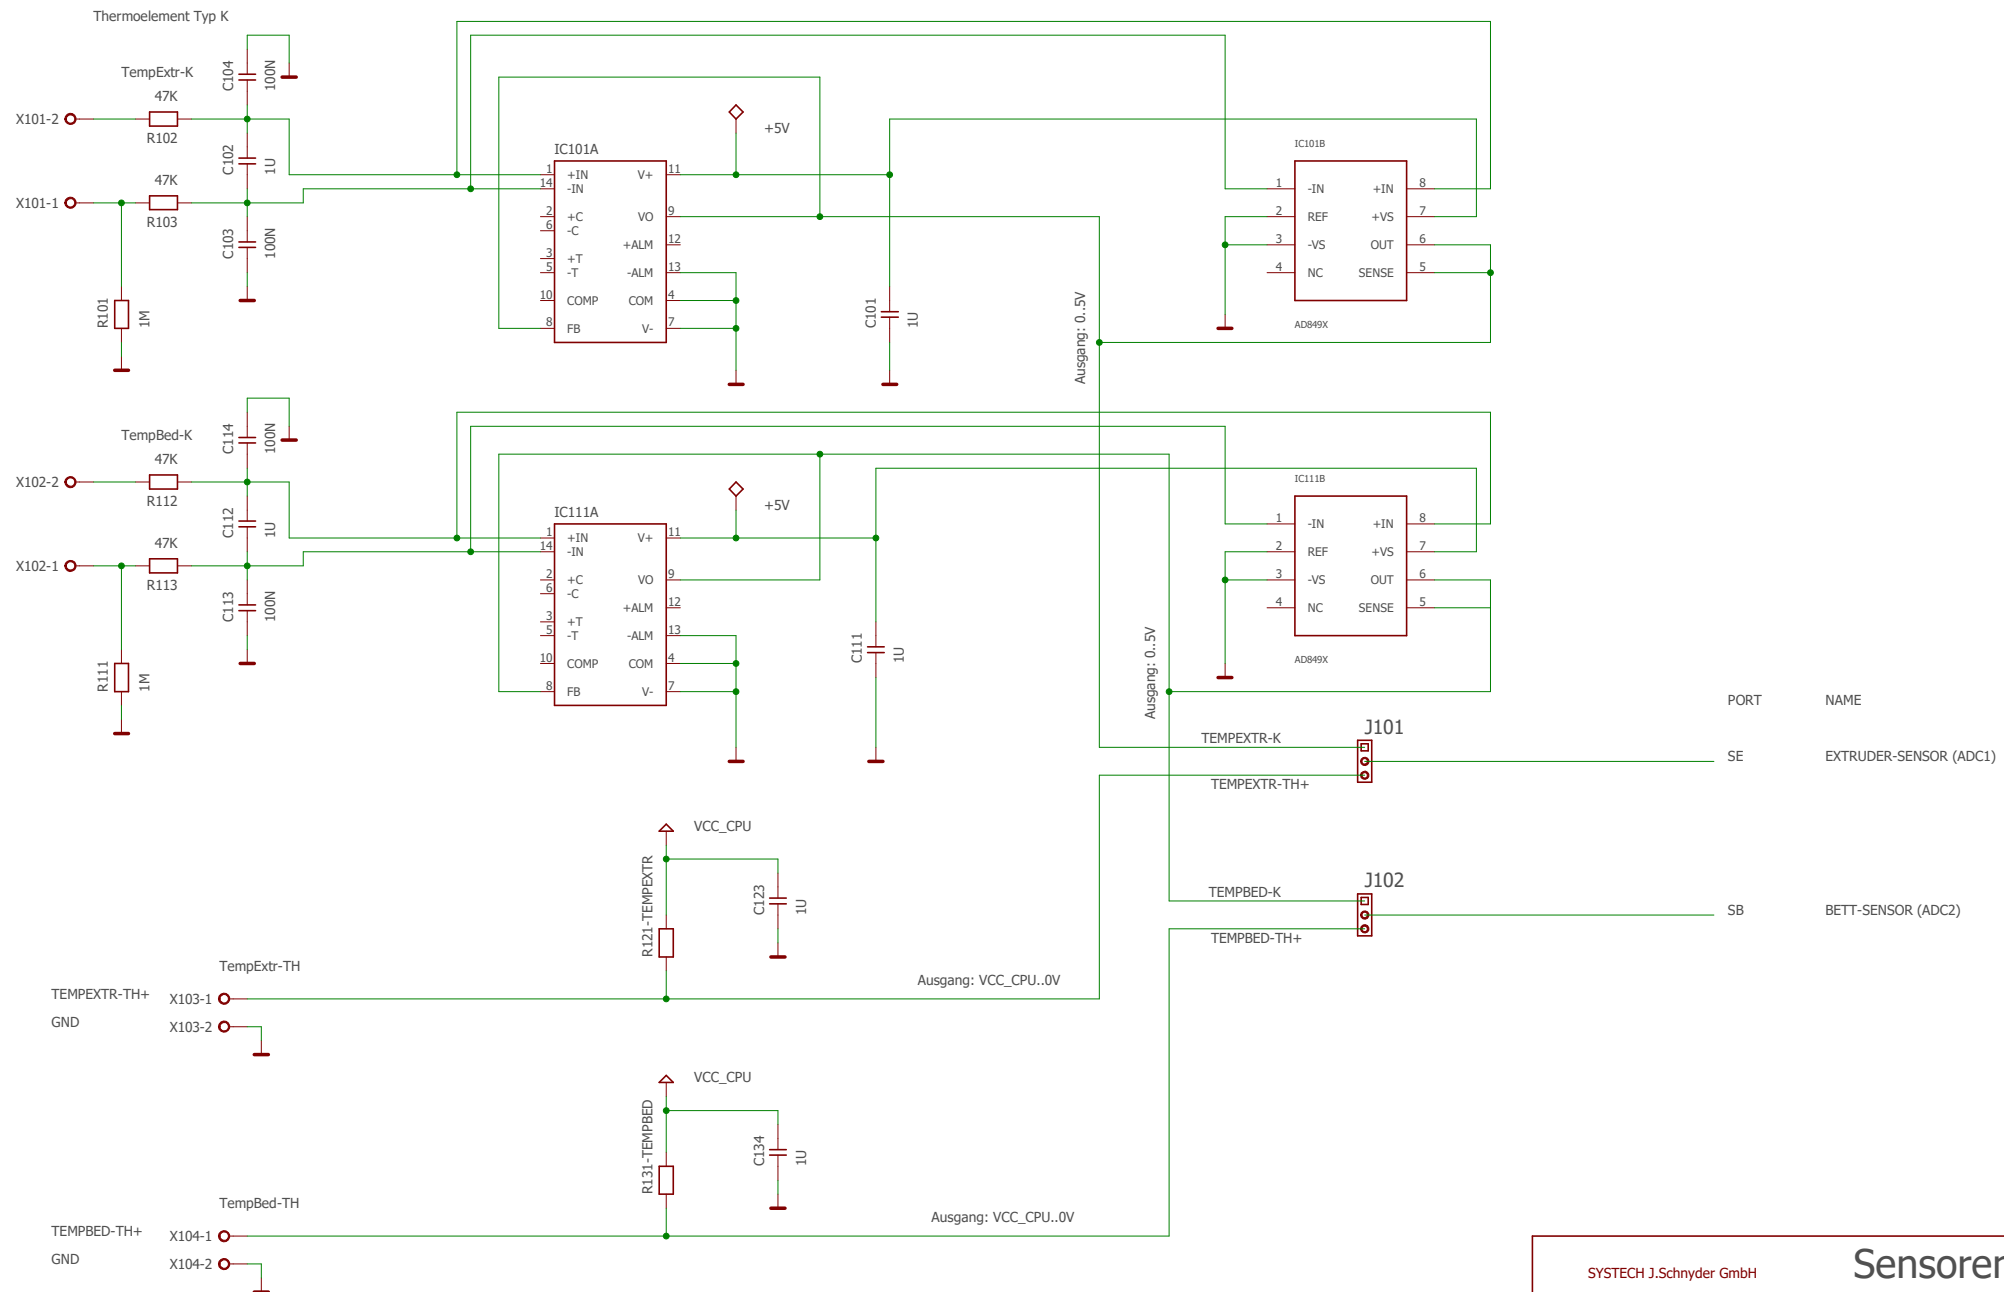 Thermoelement Typ K
TempExtr-K
C104
100N
47K
X101-2
R102
C102
1U
47K
X101-1
R103
C103
100N
R101
1M
IC101A
+5V
1 +IN V+ 11
14 -IN
2 +C VO 9
6 -C
+ALM 12
3 +T
5 -T -ALM 13
10 COMP COM 4
8 FB V- 7
C101
1U
Ausgang: 0..5V
IC101B
1 -IN +IN 8
2 REF +VS 7
3 -VS OUT 6
4 NC SENSE 5
AD849X
TempBed-K
C114
100N
47K
X102-2
R112
C112
1U
47K
X102-1
R113
C113
100N
R111
1M
IC111A
+5V
1 +IN V+ 11
14 -IN
2 +C VO 9
6 -C
+ALM 12
3 +T
5 -T -ALM 13
10 COMP COM 4
8 FB V- 7
C111
1U
Ausgang: 0..5V
IC111B
1 -IN +IN 8
2 REF +VS 7
3 -VS OUT 6
4 NC SENSE 5
AD849X
PORT NAME
J101
TEMPEXTR-K
SE EXTRUDER-SENSOR (ADC1)
TEMPEXTR-TH+
VCC_CPU
R121-TEMPEXTR
C123
1U
J102
TEMPBED-K
SB BETT-SENSOR (ADC2)
TEMPBED-TH+
TempExtr-TH
Ausgang: VCC_CPU..0V
TEMPEXTR-TH+ X103-1
GND X103-2
VCC_CPU
R131-TEMPBED
C134
1U
TempBed-TH
Ausgang: VCC_CPU..0V
TEMPBED-TH+ X104-1
GND X104-2
SYSTECH J.Schnyder GmbH
Sensoren